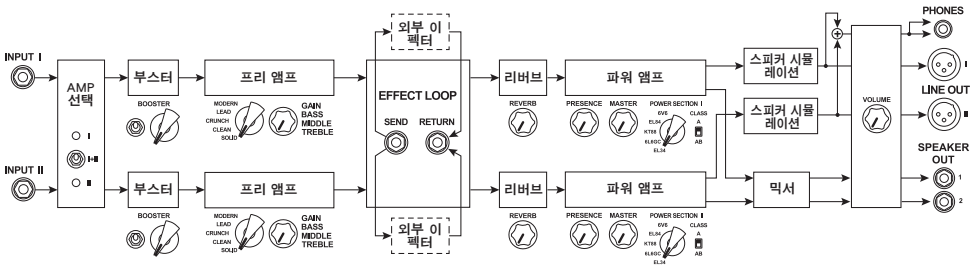 INPUT I
INPUT II
AMP
선택
I
I+II
II
부스터
BOOSTER
프리 앰프
MODERN
LEAD
CRUNCH
CLEAN
SOLID
GAIN
BASS
MIDDLE
TREBLE
부스터
BOOSTER
프리 앰프
MODERN
LEAD
CRUNCH
CLEAN
SOLID
GAIN
BASS
MIDDLE
TREBLE
외부 이
펙터
EFFECT LOOP
SEND
RETURN
외부 이
펙터
리버브
REVERB
파워 앰프
PRESENCE
MASTER
POWER SECTION I
6V6
EL84
KT88
6L6GC
EL34
CLASS
A
AB
리버브
REVERB
파워 앰프
PRESENCE
MASTER
POWER SECTION II
6V6
EL84
KT88
6L6GC
EL34
CLASS
A
AB
스피커 시뮬
레이션
스피커 시뮬
레이션
믹서
VOLUME
PHONES
I
LINE OUT
II
SPEAKER
OUT
1
2